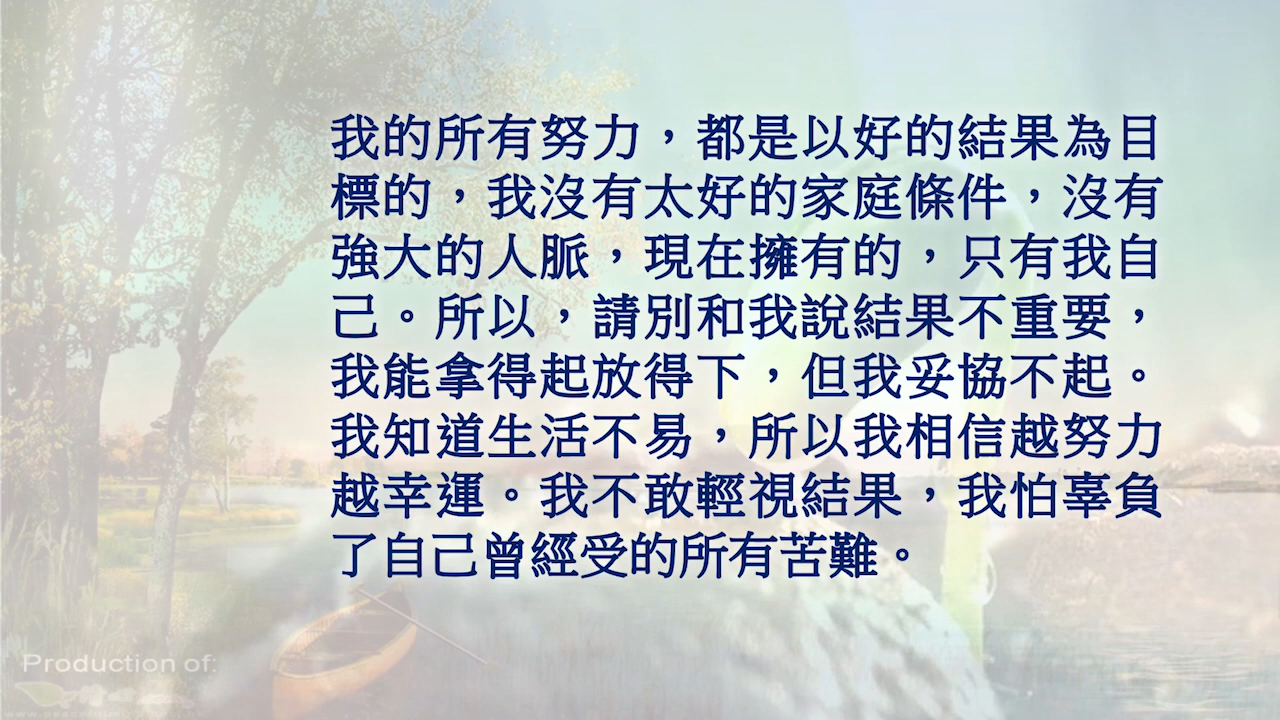 我的所有努力，都是以好的結果為目
標的，我沒有太好的家庭條件，沒有
強大的人脈，現在擁有的，只有我自
己。所以，請別和我說結果不重要，
我能拿得起放得下，但我妥協不起。
我知道生活不易，所以我相信越努力
越幸運。我不敢輕視結果，我怕辜負
了自己曾經受的所有苦難。
Production of: